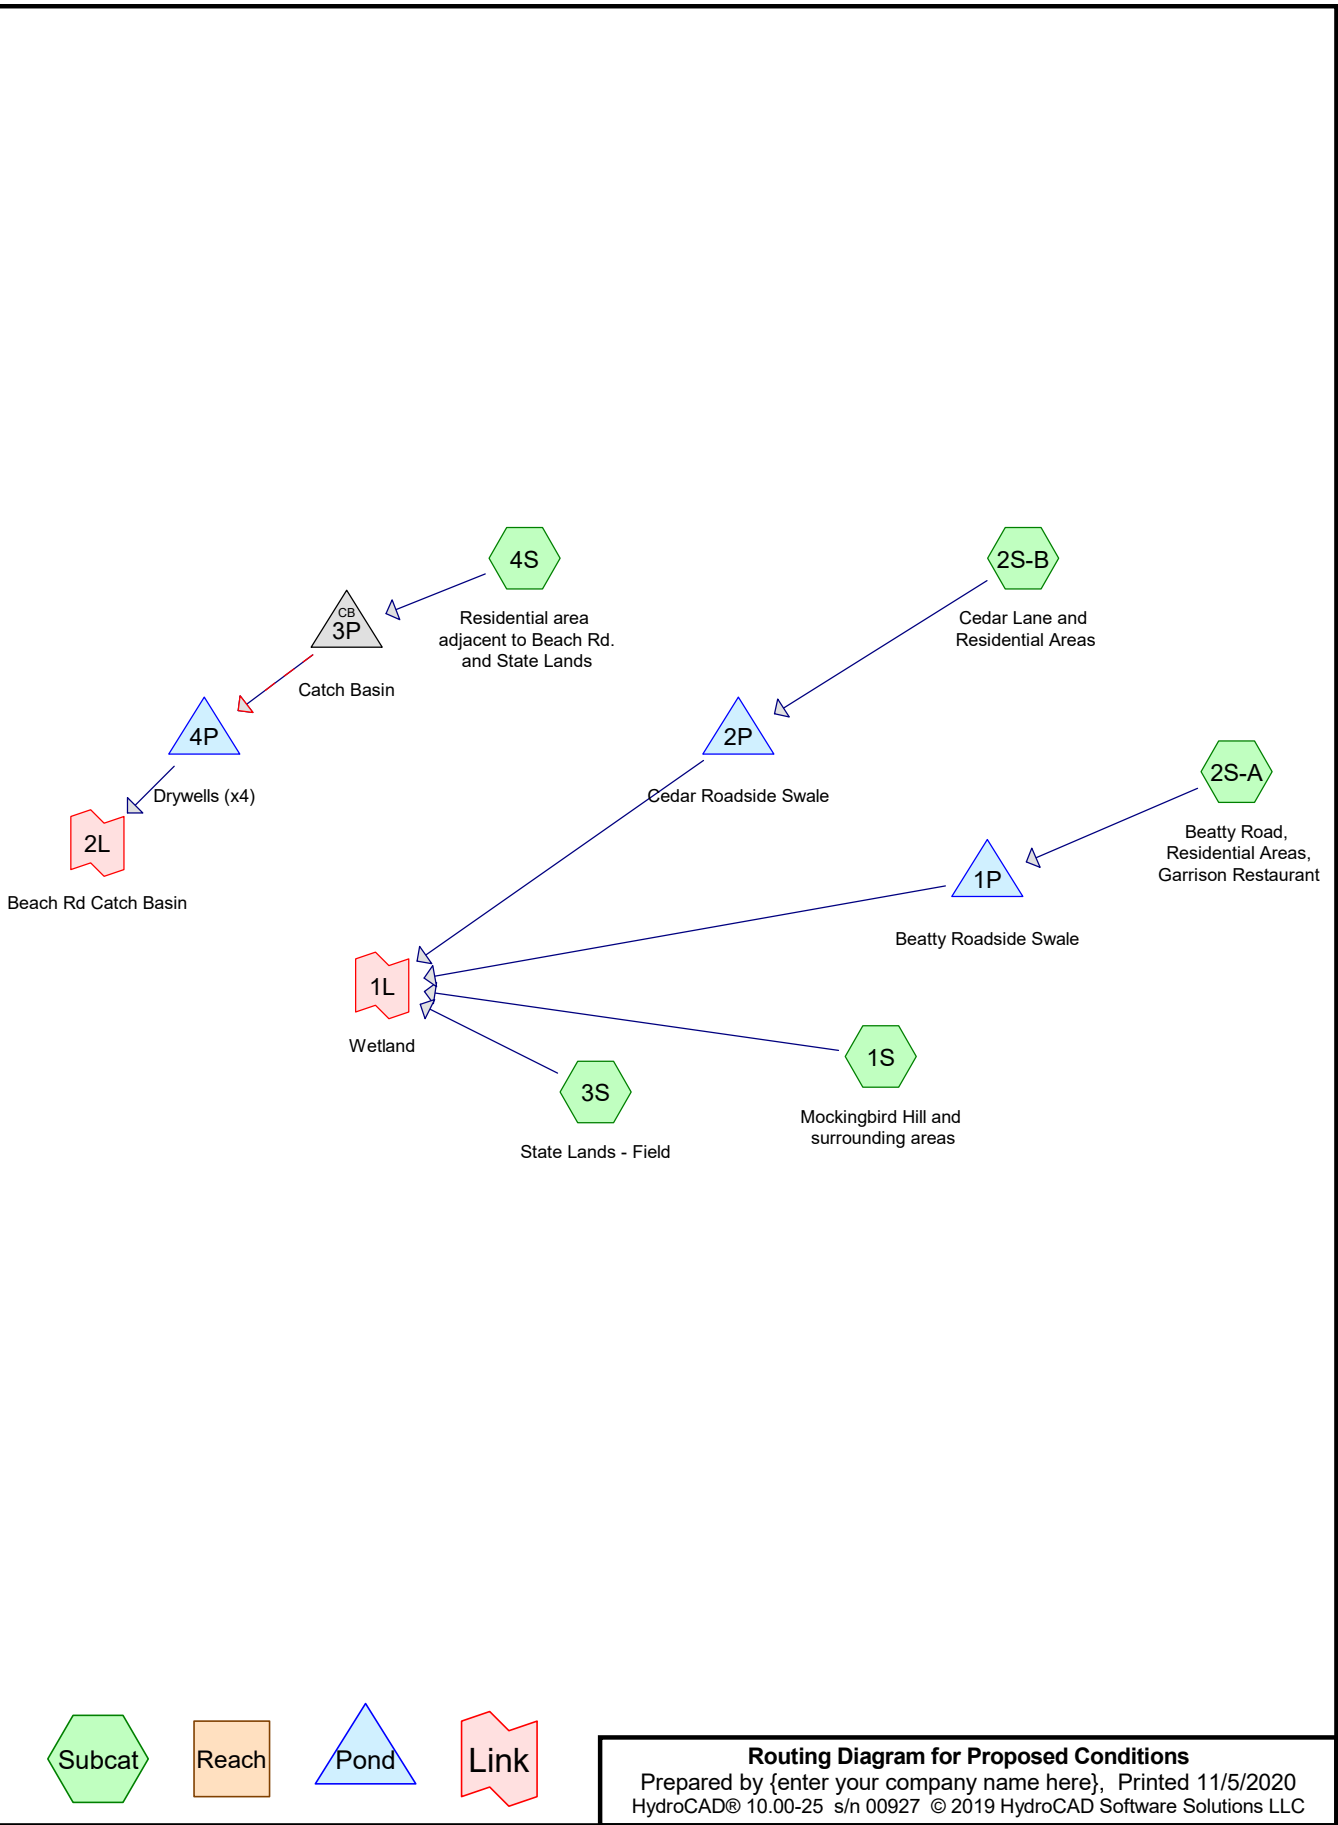 4S
Residential area
adjacent to Beach Rd.
and State Lands
2S-B
Cedar Lane and
Residential Areas
CB
3P
Catch Basin
4P
Drywells (x4)
2P
Cedar Roadside Swale
2S-A
Beatty Road,
Residential Areas,
Garrison Restaurant
2L
Beach Rd Catch Basin
1P
Beatty Roadside Swale
1L
Wetland
1S
Mockingbird Hill and
surrounding areas
3S
State Lands - Field
Subcat
Reach
Pond
Link
Routing Diagram for Proposed Conditions
Prepared by {enter your company name here}, Printed 11/5/2020
HydroCAD® 10.00-25 s/n 00927 © 2019 HydroCAD Software Solutions LLC